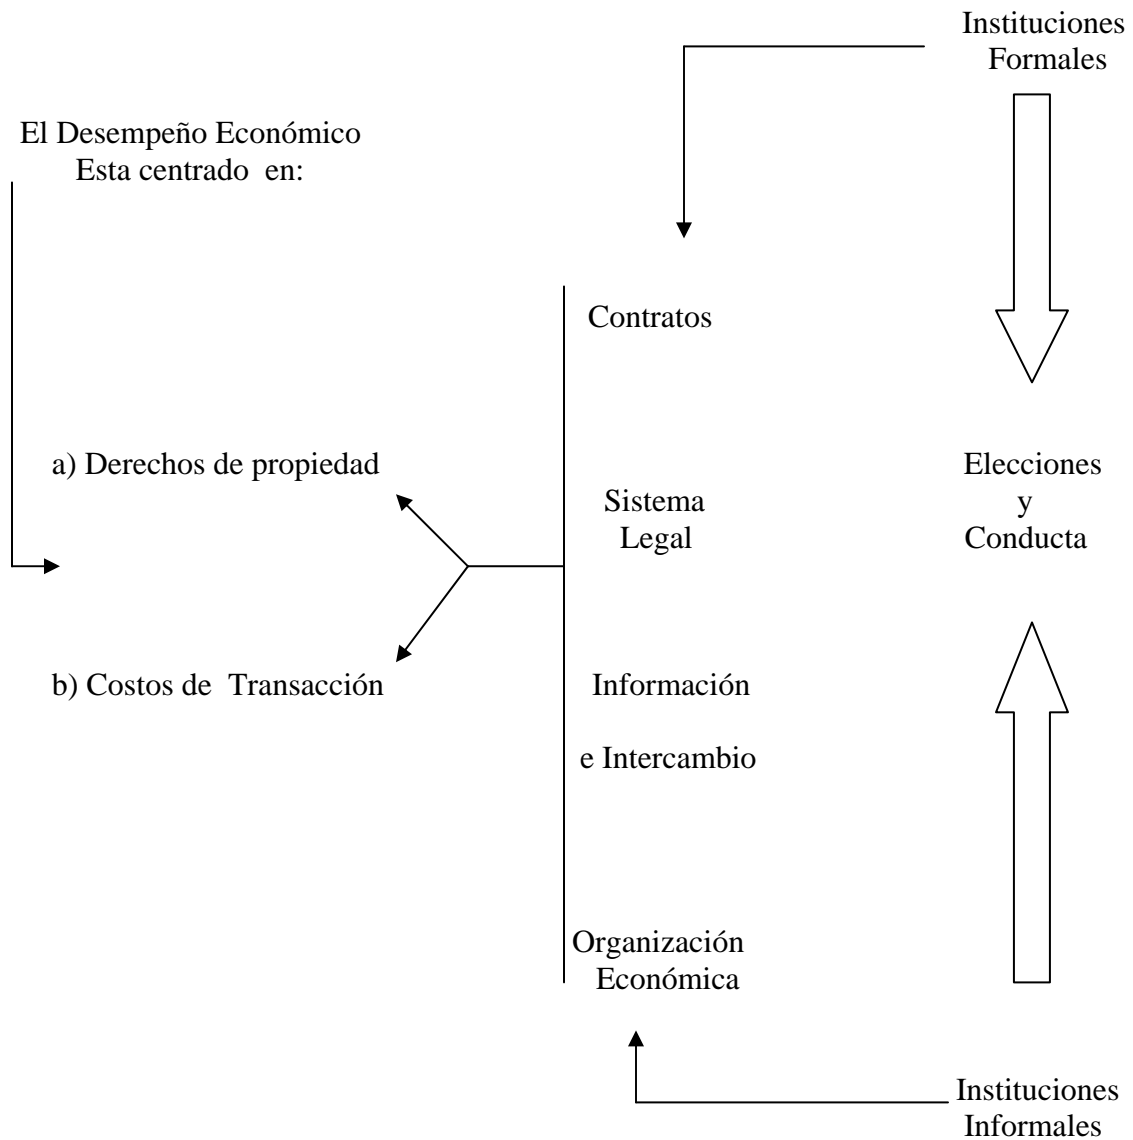 Instituciones
Formales
El Desempeño Económico
Esta centrado en:
Contratos
a) Derechos de propiedad
Sistema
Legal
Elecciones
y
Conducta
b) Costos de Transacción
Información
e Intercambio
Organización
Económica
Instituciones
Informales